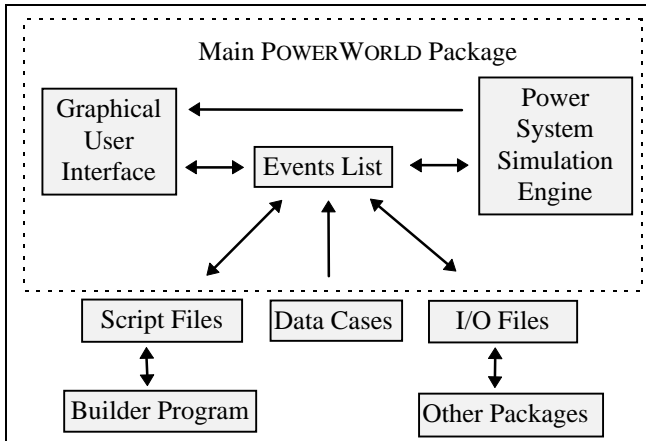 Main POWERWORLD Package
Graphical
User
Interface
Power
System
Simulation
Engine
Events List
Script Files
Data Cases
I/O Files
Builder Program
Other Packages